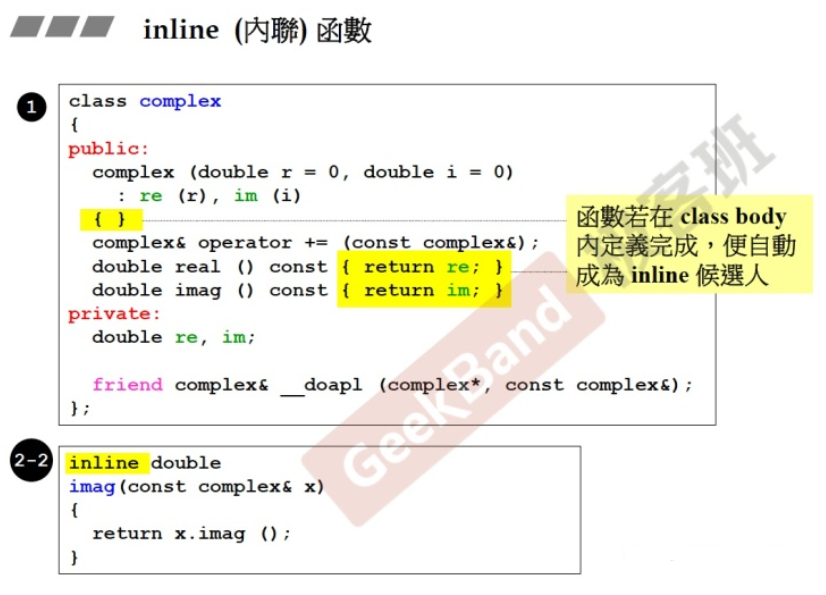 inline (內聯) 函數
1
class complex
{
public:
  complex (double r = 0, double i = 0)
    : re (r), im (i)
  { }
  complex& operator += (const complex&);
  double real () const { return re; }
  double imag () const { return im; }
private:
  double re, im;
  friend complex& __doapl (complex*, const complex&);
};
函數若在 class body
內定義完成，便自動
成為 inline 候選人
2-2
inline double
imag(const complex& x)
{
  return x.imag ();
}
GeekBand
客班